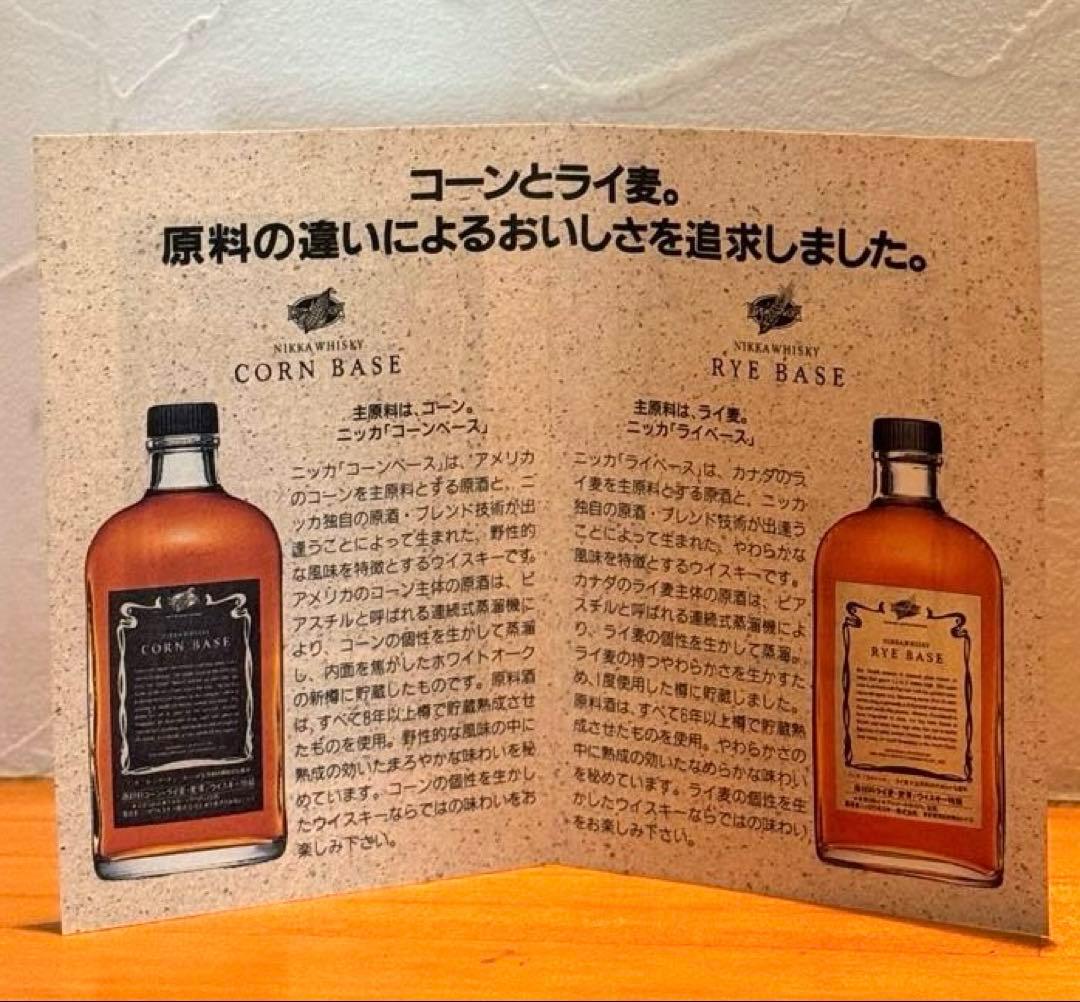 コーンとライ麦。
原料の違いによるおいしさを追求しました。
NIKKA WHISKY
CORN BASE
主原料は、コーン。
ニッカ「コーンベース」
ニッカ「コーンベース」は、アメリカ
のコーンを主原料とする原酒と、ニ
ッカ独自の原酒・ブレンド技術が出
逢うことによって生まれた、野性的
な風味を特徴とするウイスキーです。
アメリカのコーン主体の原酒は、ビ
アスチルと呼ばれる連続式蒸溜機に
より、コーンの個性を生かして蒸溜
し、内面を焦がしたホワイトオーク
の新樽に貯蔵したものです。原料酒
は、すべて8年以上樽で貯蔵熟成させ
たものを使用。野性的な風味の中に
熟成の効いたまろやかな味わいを秘
めています。コーンの個性を生かし
たウイスキーならではの味わいをお
楽しみ下さい。
NIKKA WHISKY
RYE BASE
主原料は、ライ麦。
ニッカ「ライベース」
ニッカ「ライベース」は、カナダのラ
イ麦を主原料とする原酒と、ニッカ
独自の原酒・ブレンド技術が出逢う
ことによって生まれた、やわらかな
風味を特徴とするウイスキーです。
カナダのライ麦主体の原酒は、ビア
スチルと呼ばれる連続式蒸溜機によ
り、ライ麦の個性を生かして蒸溜。
ライ麦の持つやわらかさを生かすた
め、1度使用した樽に貯蔵しました。
原料酒は、すべて6年以上樽で貯蔵熟
成させたものを使用。やわらかさの
中に熟成の効いたなめらかな味わい
を秘めています。ライ麦の個性を生
かしたウイスキーならではの味わい
をお楽しみ下さい。
NIKKA WHISKY
CORN BASE
NIKKA WHISKY
RYE BASE